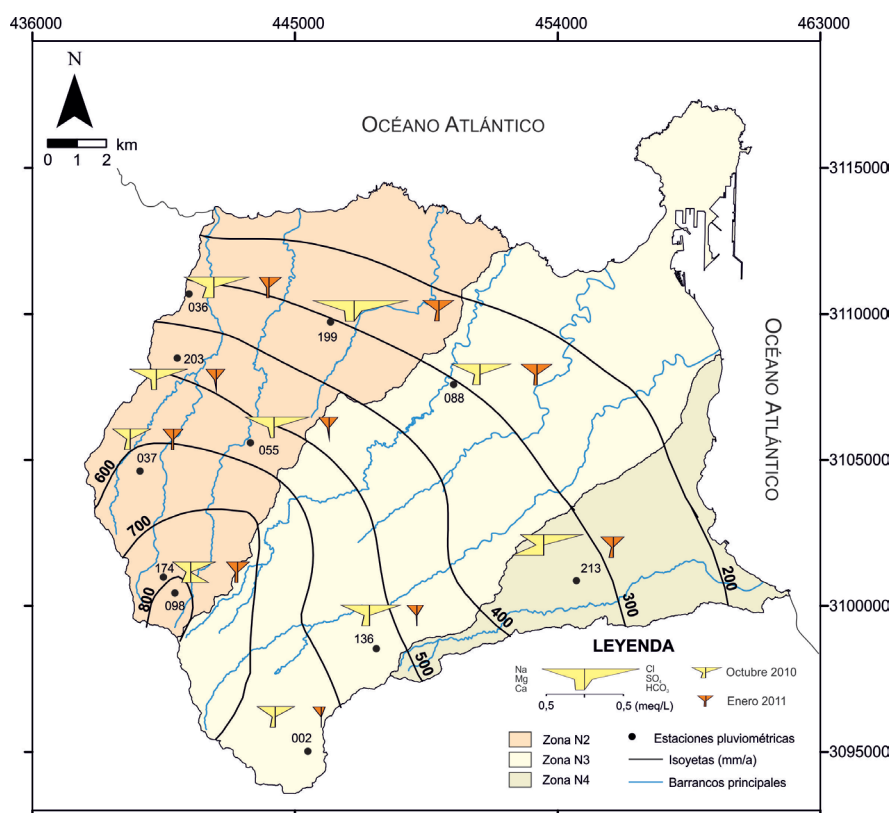 436000 445000 454000 463000
N
0 1 2 km
OCÉANO ATLÁNTICO
3115000
036
3110000
199
OCÉANO ATLÁNTICO
203
088
055
037
3105000
600
700
174
213
098
800
3100000
200
300
400
136
500
LEYENDA
Na Cl
Mg SO₄
Ca HCO₃
0,5 0,5 (meq/L)
Octubre 2010
Enero 2011
002
Zona N2
Zona N3
Zona N4
Estaciones pluviométricas
Isoyetas (mm/a)
Barrancos principales
3095000